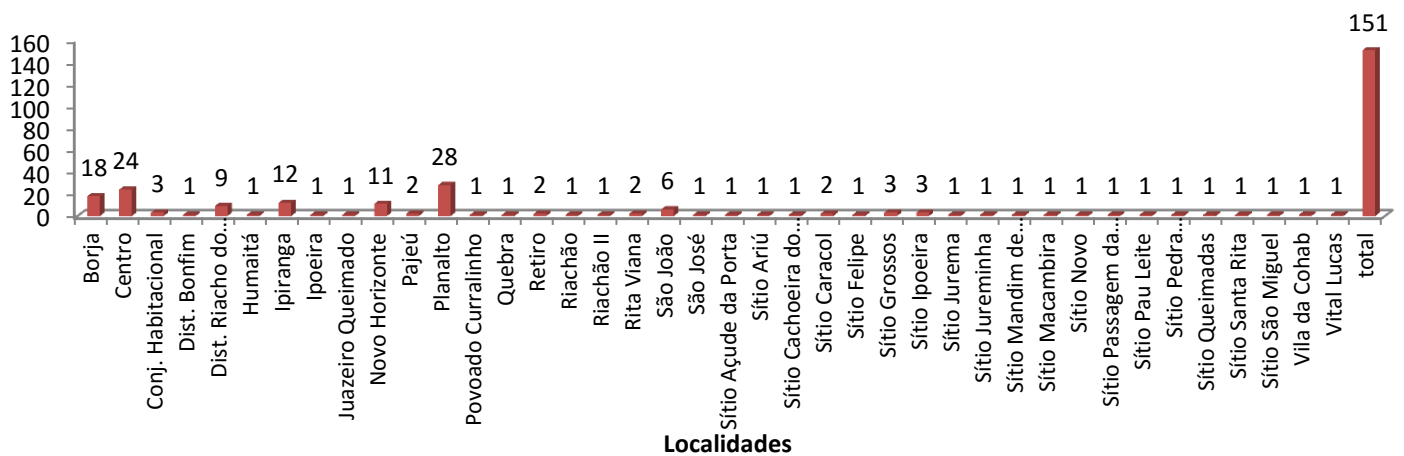 151
160
140
120
100
80
60
40
20
0
18 24 3 1 9 1 12 1 1 11 2 28 1 1 2 1 1 2 6 1 1 1 1 2 1 3 3 1 1 1 1 1 1 1 1 1 1 1 1 1
Borja
Centro
Conj. Habitacional
Dist. Bonfim
Dist. Riacho do...
Humaitá
Ipiranga
Ipoeira
Juazeiro Queimado
Novo Horizonte
Pajeú
Planalto
Povoado Curralinho
Quebra
Retiro
Riachão
Riachão II
Rita Viana
São João
São José
Sítio Açude da Porta
Sítio Ariú
Sítio Cachoeira do...
Sítio Caracol
Sítio Felipe
Sítio Grossos
Sítio Ipoeira
Sítio Jurema
Sítio Jureminha
Sítio Mandim de...
Sítio Macambira
Sítio Novo
Sítio Passagem da...
Sítio Pau Leite
Sítio Pedra...
Sítio Queimadas
Sítio Santa Rita
Sítio São Miguel
Vila da Cohab
Vital Lucas
total
Localidades